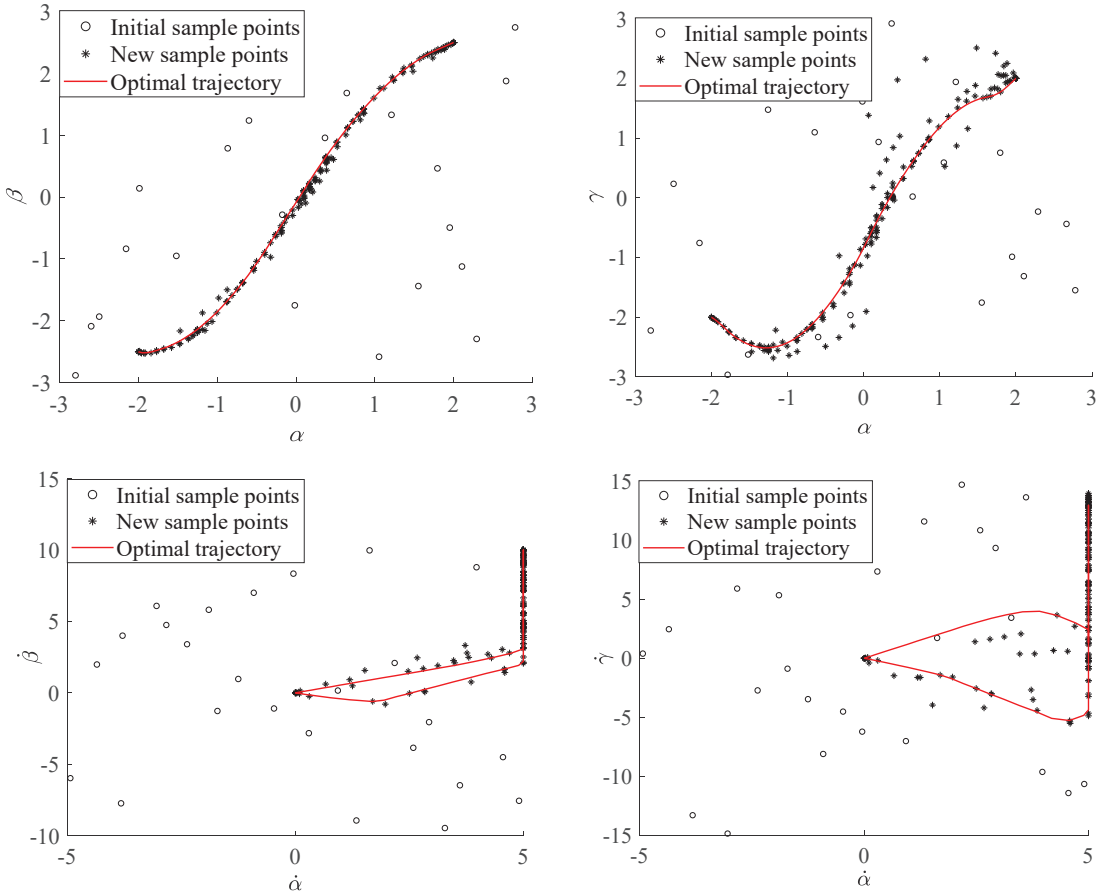 Initial sample points
New sample points
Optimal trajectory
3
2
1
0
-1
-2
-3
β
-3
-2
-1
0
1
2
3
α
Initial sample points
New sample points
Optimal trajectory
3
2
1
0
-1
-2
-3
γ
-3
-2
-1
0
1
2
3
α
Initial sample points
New sample points
Optimal trajectory
15
10
5
0
-5
-10
β̇
-5
0
5
α̇
Initial sample points
New sample points
Optimal trajectory
15
10
5
0
-5
-10
-15
γ̇
-5
0
5
α̇